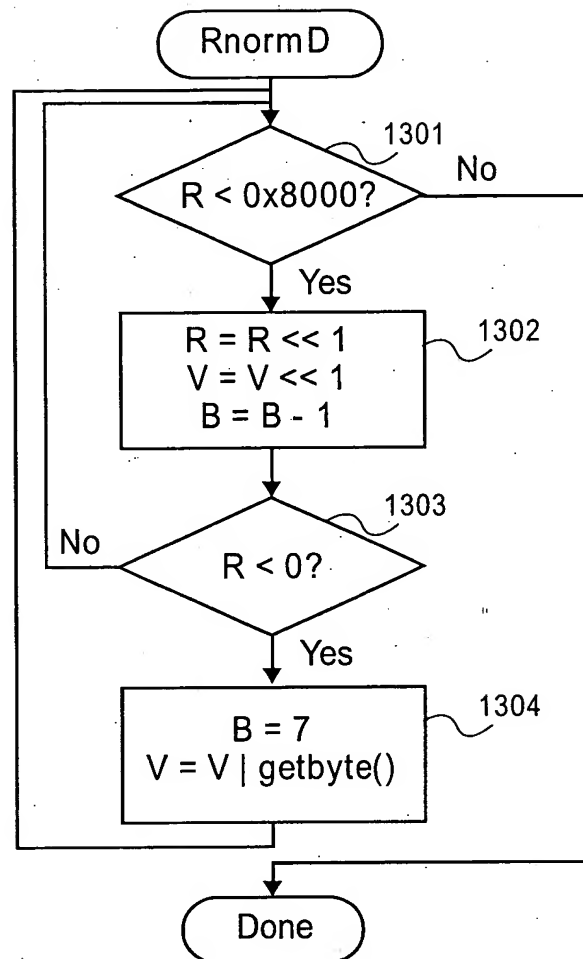 RnormD
1301
R < 0x8000?
No
Yes
R = R << 1
V = V << 1
B = B - 1
1302
1303
No
R < 0?
Yes
B = 7
V = V | getbyte()
1304
Done